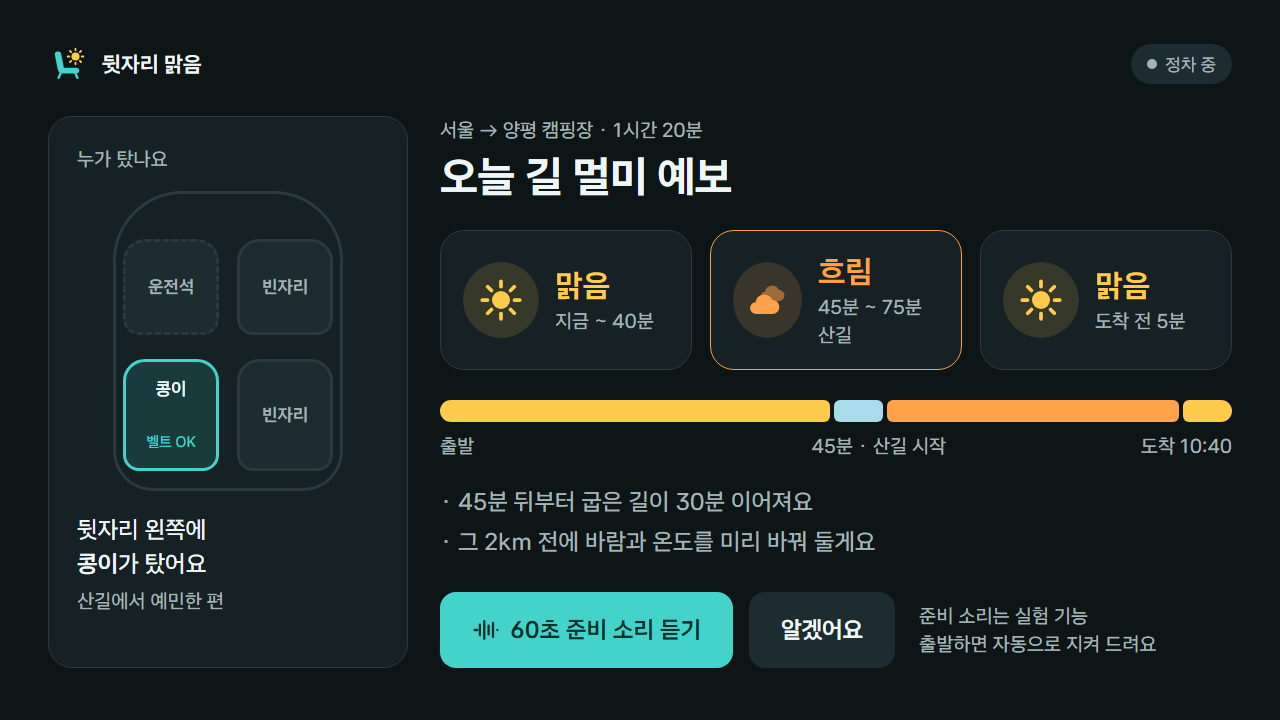 뒷자리 맑음
정차 중
누가 탔나요
운전석
빈자리
콩이
벨트 OK
빈자리
뒷자리 왼쪽에
콩이가 탔어요
산길에서 예민한 편
서울 → 양평 캠핑장 · 1시간 20분
오늘 길 멀미 예보
맑음
지금 ~ 40분
흐림
45분 ~ 75분
산길
맑음
도착 전 5분
출발
45분 · 산길 시작
도착 10:40
· 45분 뒤부터 굽은 길이 30분 이어져요
· 그 2km 전에 바람과 온도를 미리 바꿔 둘게요
60초 준비 소리 듣기
알겠어요
준비 소리는 실험 기능
출발하면 자동으로 지켜 드려요